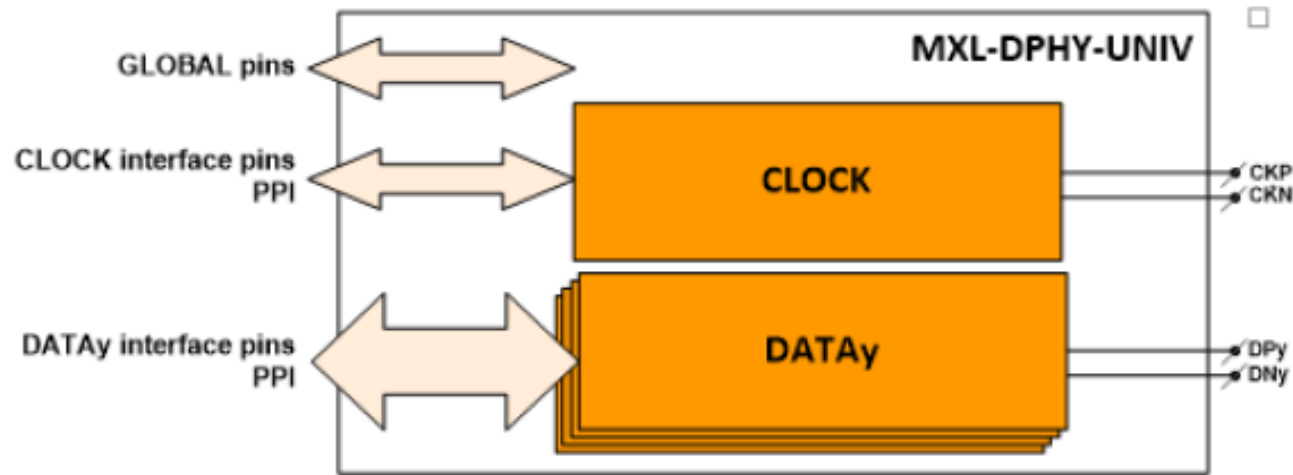 MXL-DPHY-UNIV
GLOBAL pins
CLOCK interface pins
PPI
CLOCK
CKP
CKN
DATAy interface pins
PPI
DATAy
DPy
DNy